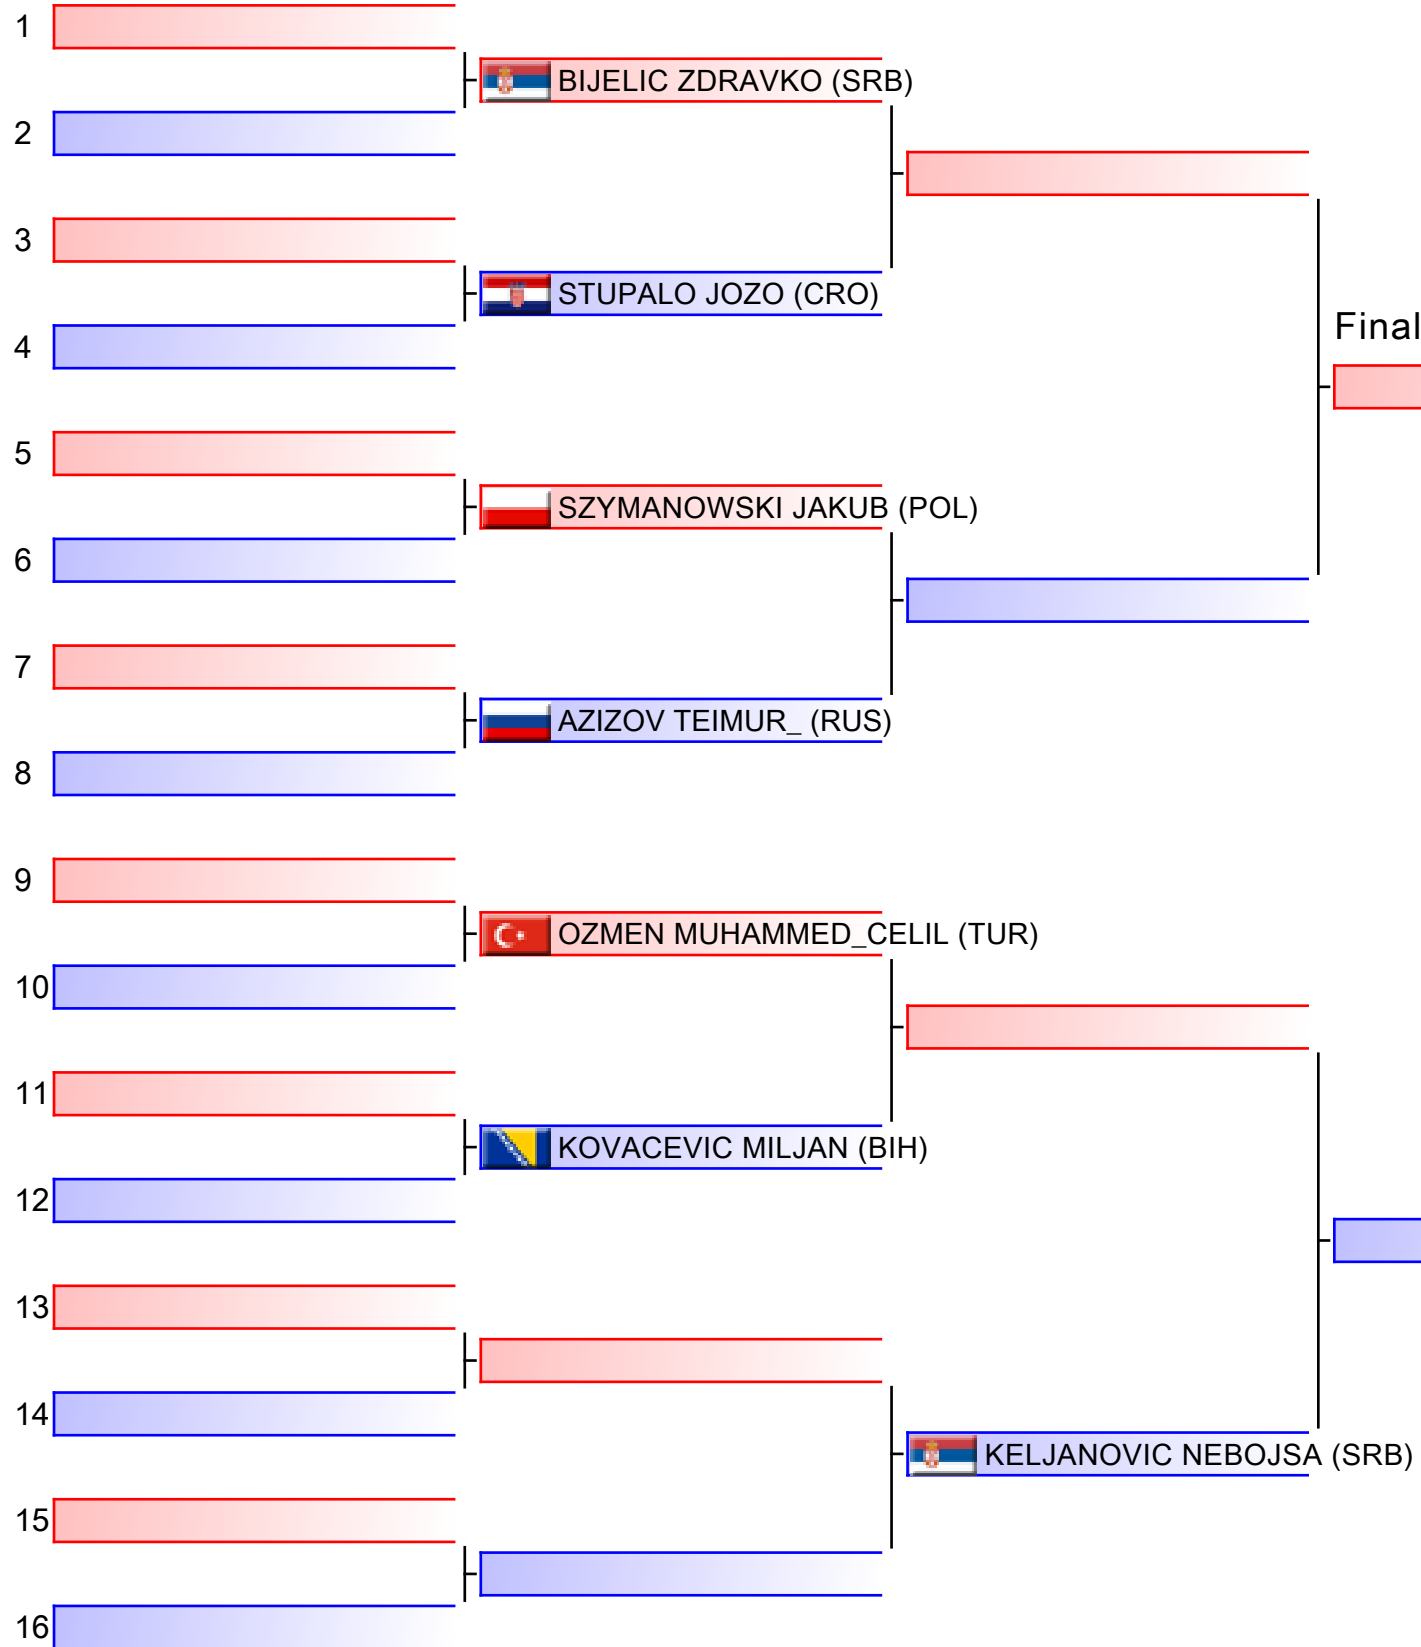 1
BIJELIC ZDRAVKO (SRB)
2
3
STUPALO JOZO (CRO)
4
Final
5
SZYMANOWSKI JAKUB (POL)
6
7
AZIZOV TEIMUR_ (RUS)
8
9
OZMEN MUHAMMED_CELIL (TUR)
10
11
KOVACEVIC MILJAN (BIH)
12
13
14
KELJANOVIC NEBOJSA (SRB)
15
16